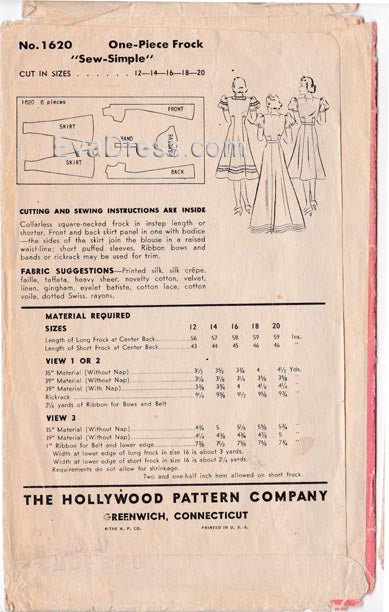 No. 1620 One-Piece Frock
"Sew-Simple"
CUT IN SIZES . . . . . . 12—14—16—18—20
1620 6 pieces
FRONT
SKIRT
BAND
SKIRT
BACK
EvaDress.com
CUTTING AND SEWING INSTRUCTIONS ARE INSIDE
Collarless square-necked frock in instep length or
shorter. Front and back skirt panel in one with bodice
—the sides of the skirt join the blouse in a raised
waist-line; short puffed sleeves. Ribbon bows and
bands or rickrack may be used for trim.
FABRIC SUGGESTIONS—Printed silk, silk crêpe,
faille, taffeta, heavy sheer, novelty cotton, velvet,
linen, gingham, eyelet batiste, cotton lace, cotton
voile, dotted Swiss, rayons.
MATERIAL REQUIRED
SIZES 12 14 16 18 20
Length of Long Frock at Center Back 56 57 58 59 59 Ins.
Length of Short Frock at Center Back 43 44 45 46 46 "
VIEW 1 OR 2
35" Material (Without Nap)
39" Material (Without Nap)
39" Material (With Nap)
Rickrack
2¼ yards of Ribbon for Bows and Belt
VIEW 3
35" Material (Without Nap)
39" Material (Without Nap)
1" Ribbon for Belt and lower edge
Width at lower edge of long frock in size 16 is about 3 yards.
Width at lower edge of short frock in size 16 is about 2¼ yards.
Requirements do not allow for shrinkage.
Two and one-half inch hem allowed on short frock.
THE HOLLYWOOD PATTERN COMPANY
GREENWICH, CONNECTICUT
©THE H. P. CO. PRINTED IN U. S. A.